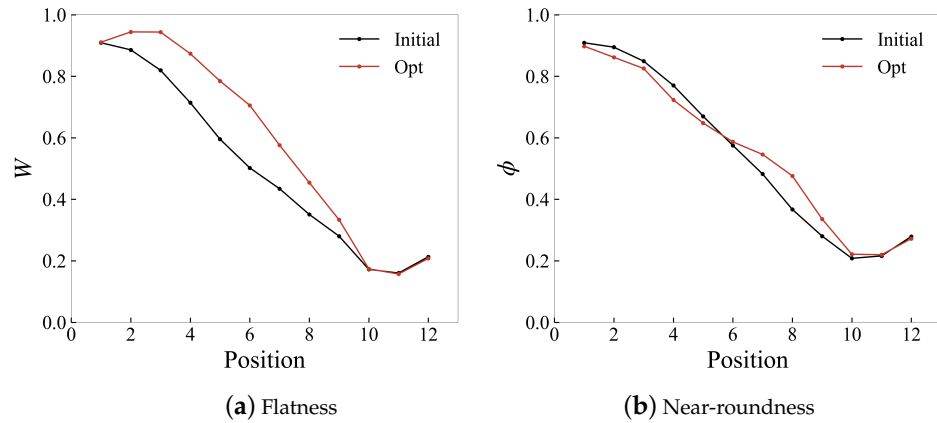 1.0
0.8
0.6
0.4
0.2
0.0
W
0 2 4 6 8 10 12
Position
Initial
Opt
(a) Flatness
1.0
0.8
0.6
0.4
0.2
0.0
ϕ
0 2 4 6 8 10 12
Position
Initial
Opt
(b) Near-roundness